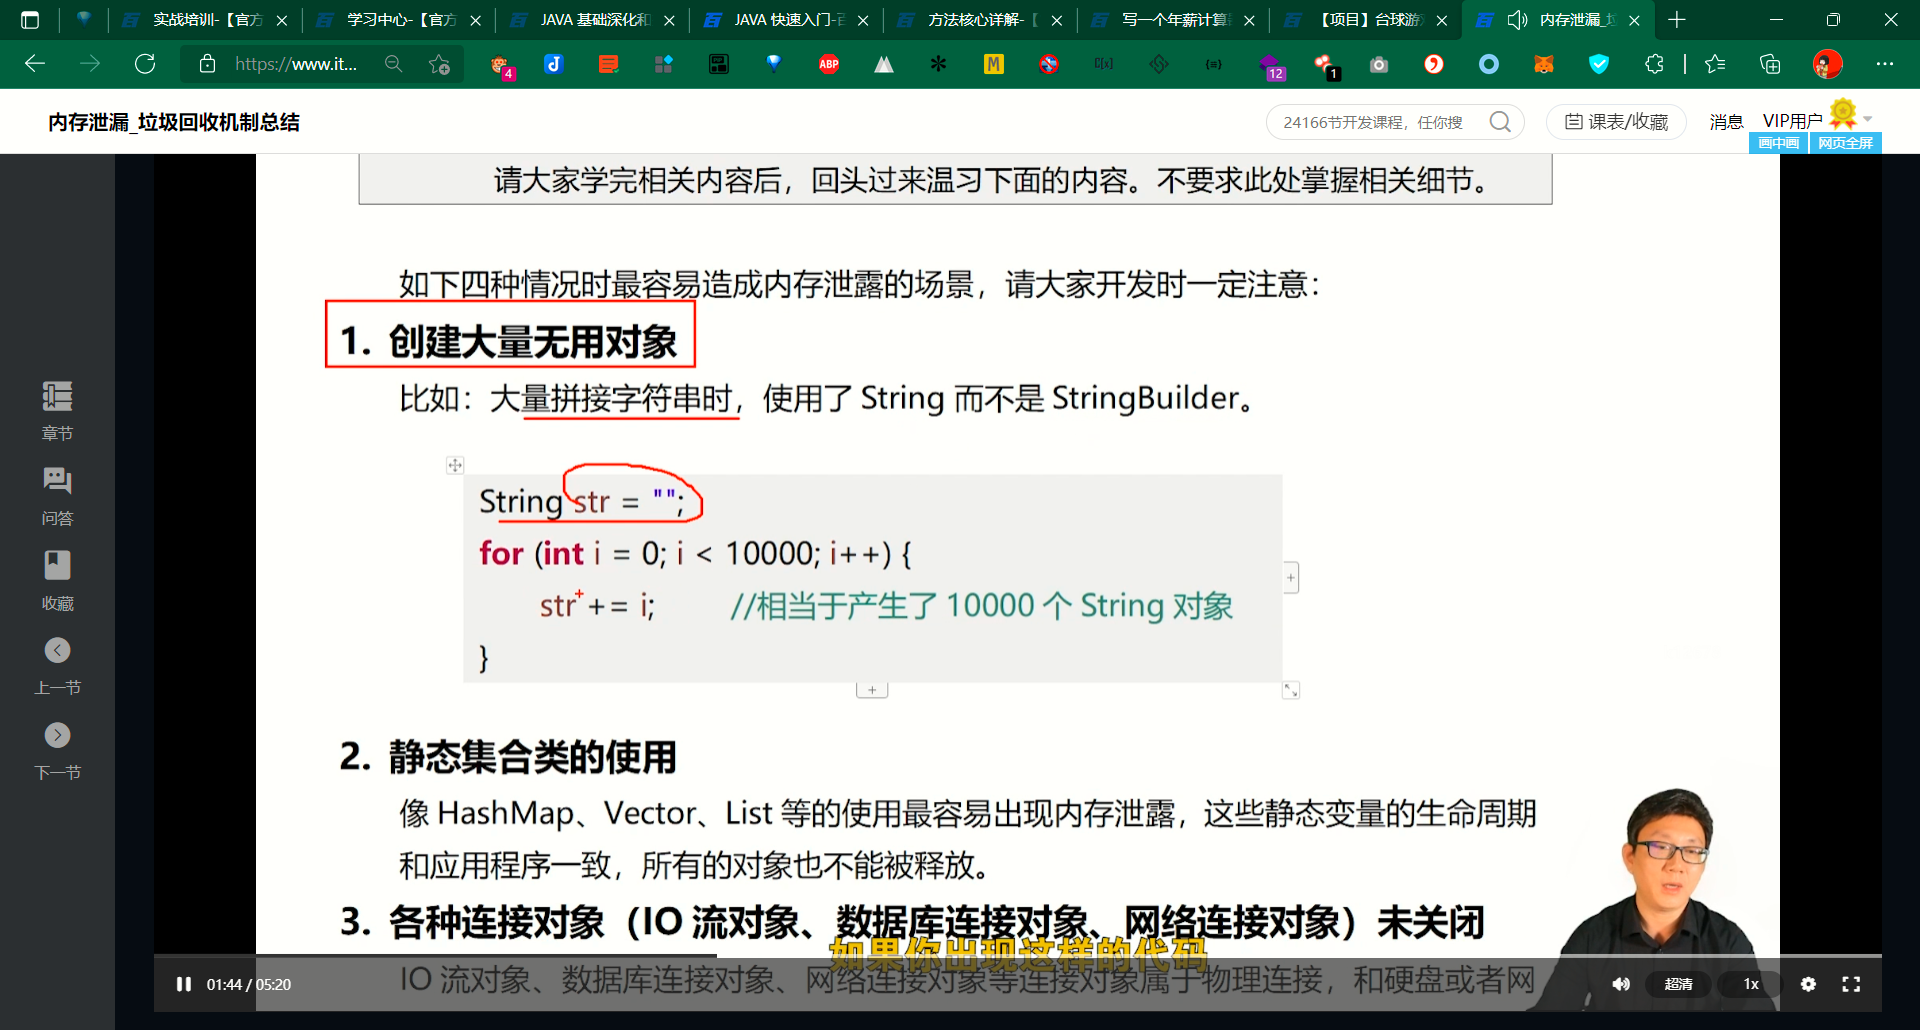 实战培训-【官方
学习中心-【官方
JAVA 基础深化和
JAVA 快速入门-百
方法核心详解-【
写一个年薪计算
【项目】台球游
内存泄漏_垃
https://www.it...
4
ABP
M
12
1
内存泄漏_垃圾回收机制总结
24166节开发课程，任你搜
课表/收藏
消息
VIP用户
画中画
网页全屏
请大家学完相关内容后，回头过来温习下面的内容。不要求此处掌握相关细节。
如下四种情况时最容易造成内存泄露的场景，请大家开发时一定注意：
1. 创建大量无用对象
比如：大量拼接字符串时，使用了 String 而不是 StringBuilder。
String str = "";
for (int i = 0; i < 10000; i++) {
str += i; //相当于产生了 10000 个 String 对象
}
2. 静态集合类的使用
像 HashMap、Vector、List 等的使用最容易出现内存泄露，这些静态变量的生命周期
和应用程序一致，所有的对象也不能被释放。
3. 各种连接对象（IO 流对象、数据库连接对象、网络连接对象）未关闭
如果你出现这样的代码
IO 流对象、数据库连接对象、网络连接对象等连接对象属于物理连接，和硬盘或者网
章节
问答
收藏
上一节
下一节
01:44 / 05:20
超清
1x